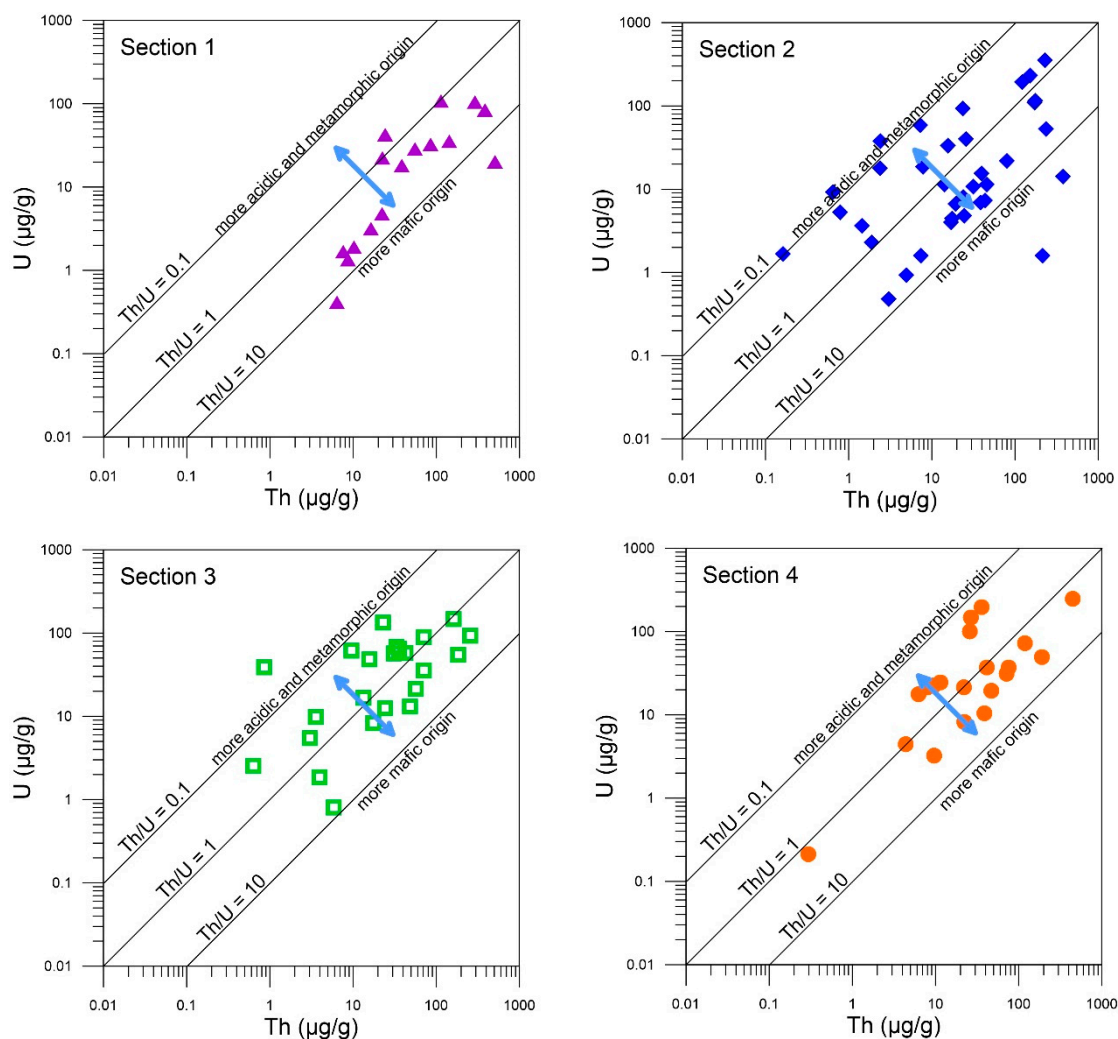 Section 1
1000
100
10
1
0.1
0.01
U (µg/g)
more acidic and metamorphic origin
more mafic origin
Th/U = 0.1
Th/U = 1
Th/U = 10
0.01
0.1
1
10
100
1000
Th (µg/g)
Section 2
1000
100
10
1
0.1
0.01
U (µg/g)
more acidic and metamorphic origin
more mafic origin
Th/U = 0.1
Th/U = 1
Th/U = 10
0.01
0.1
1
10
100
1000
Th (µg/g)
Section 3
1000
100
10
1
0.1
0.01
U (µg/g)
more acidic and metamorphic origin
more mafic origin
Th/U = 0.1
Th/U = 1
Th/U = 10
0.01
0.1
1
10
100
1000
Th (µg/g)
Section 4
1000
100
10
1
0.1
0.01
U (µg/g)
more acidic and metamorphic origin
more mafic origin
Th/U = 0.1
Th/U = 1
Th/U = 10
0.01
0.1
1
10
100
1000
Th (µg/g)